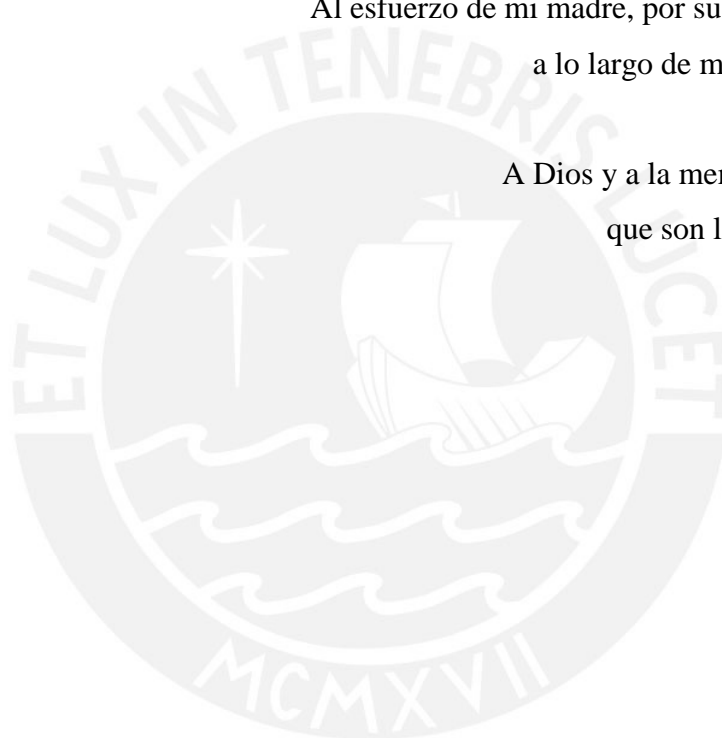 Al esfuerzo de mi madre, por su
a lo largo de
A Dios y a la
que son
ET LUX IN TENEBRIS LUCET
MCMXVII